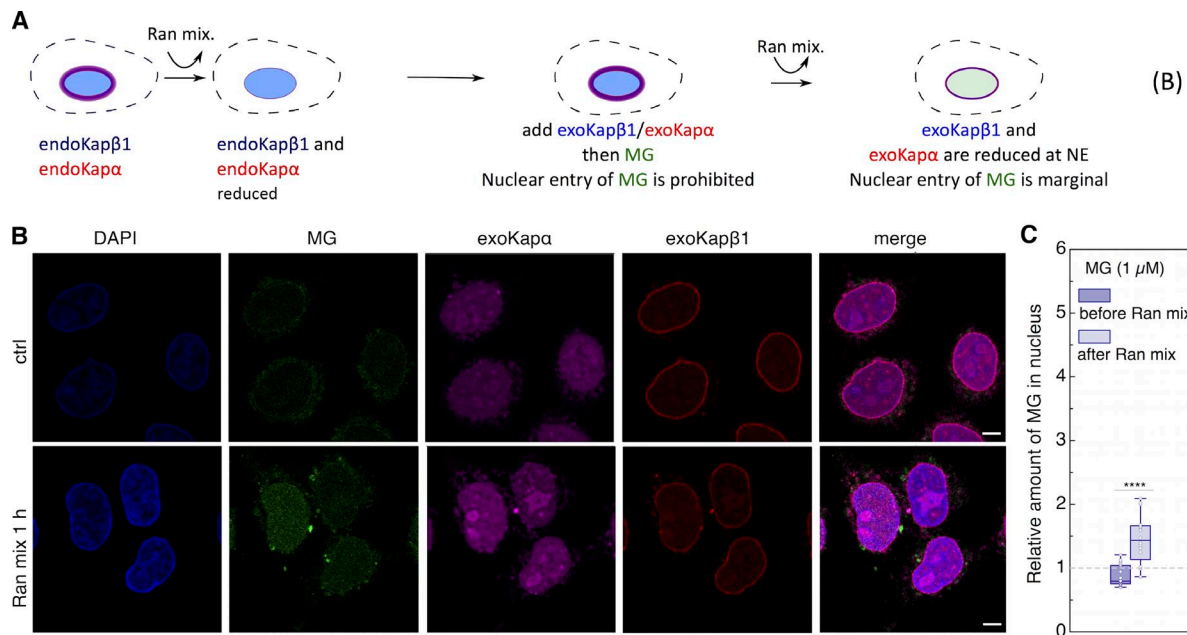 A
Ran mix.
Ran mix.
(B)
endoKapβ1
endoKapα
endoKapβ1 and
endoKapα
reduced
add exoKapβ1/exoKapα
then MG
Nuclear entry of MG is prohibited
exoKapβ1 and
exoKapα are reduced at NE
Nuclear entry of MG is marginal
B
DAPI
MG
exoKapα
exoKapβ1
merge
ctrl
Ran mix 1 h
C
Relative amount of MG in nucleus
6
5
4
3
2
1
0
MG (1 µM)
before Ran mix
after Ran mix
****